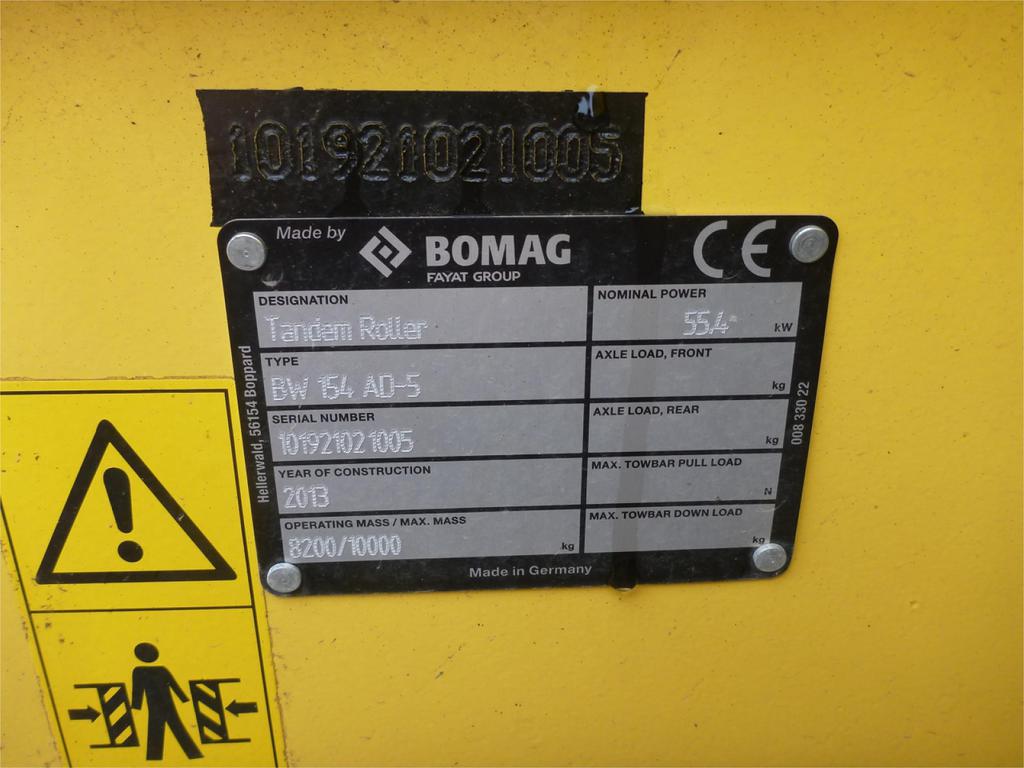 101921021005
Made by
BOMAG
FAYAT GROUP
CE
DESIGNATION
Tandem Roller
NOMINAL POWER
55.4 kW
TYPE
BW 154 AD-5
AXLE LOAD, FRONT
kg
SERIAL NUMBER
101921021005
AXLE LOAD, REAR
kg
YEAR OF CONSTRUCTION
2013
MAX. TOWBAR PULL LOAD
N
OPERATING MASS / MAX. MASS
8200/10000 kg
MAX. TOWBAR DOWN LOAD
kg
Made in Germany
Hellerwald, 56154 Boppard
008 330 22